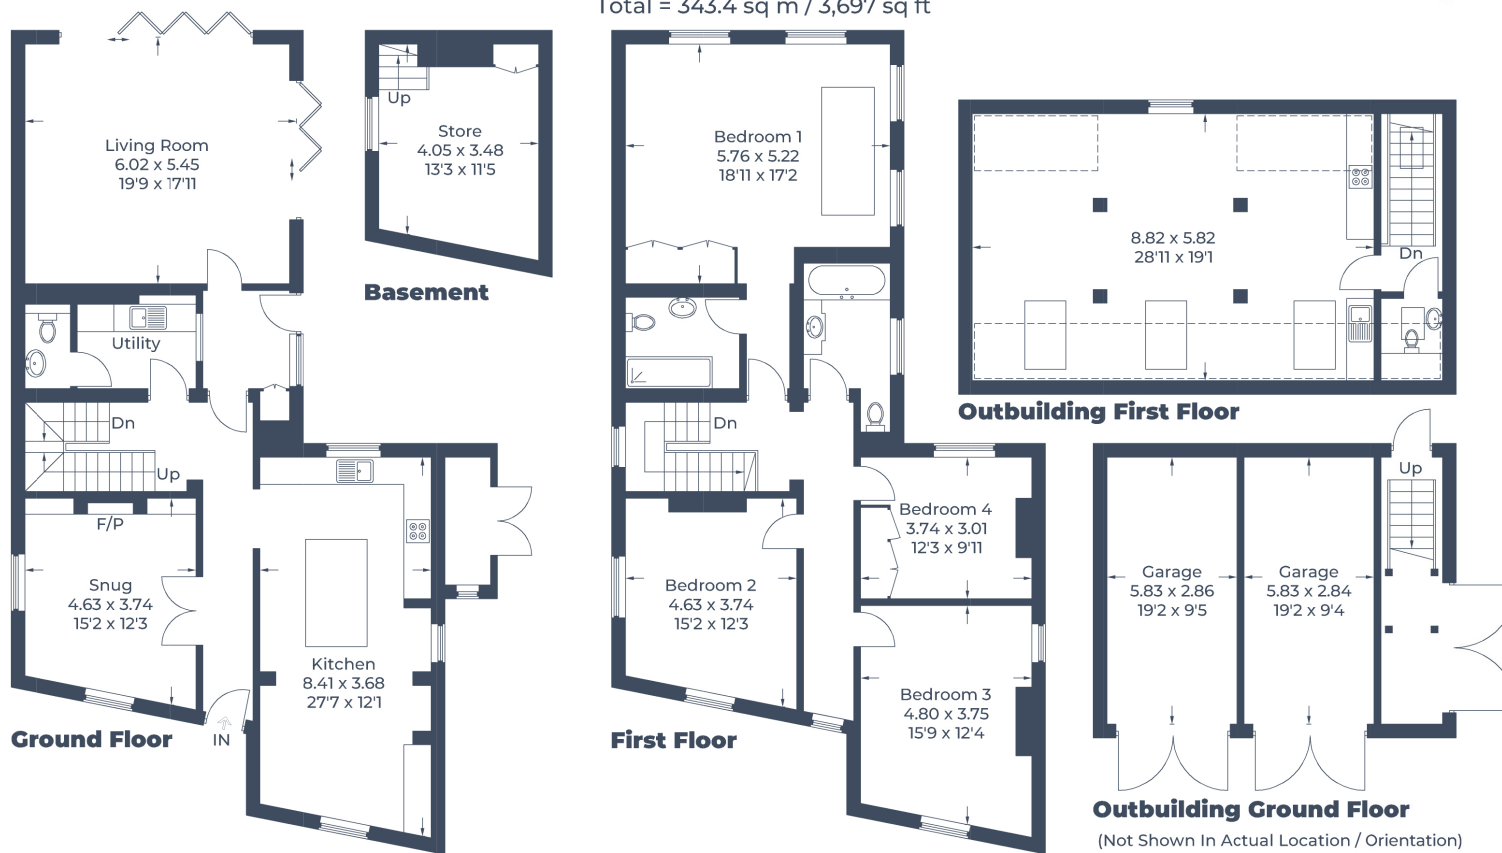 Total = 343.4 sq m / 3,697 sq ft
Living Room
6.02 x 5.45
19'9 x 17'11
Utility
Dn
Up
F/P
Snug
4.63 x 3.74
15'2 x 12'3
Kitchen
8.41 x 3.68
27'7 x 12'1
IN
Ground Floor
Up
Store
4.05 x 3.48
13'3 x 11'5
Basement
Bedroom 1
5.76 x 5.22
18'11 x 17'2
Dn
Bedroom 2
4.63 x 3.74
15'2 x 12'3
Bedroom 4
3.74 x 3.01
12'3 x 9'11
Bedroom 3
4.80 x 3.75
15'9 x 12'4
First Floor
8.82 x 5.82
28'11 x 19'1
Dn
Outbuilding First Floor
Up
Garage
5.83 x 2.86
19'2 x 9'5
Garage
5.83 x 2.84
19'2 x 9'4
Outbuilding Ground Floor
(Not Shown In Actual Location / Orientation)